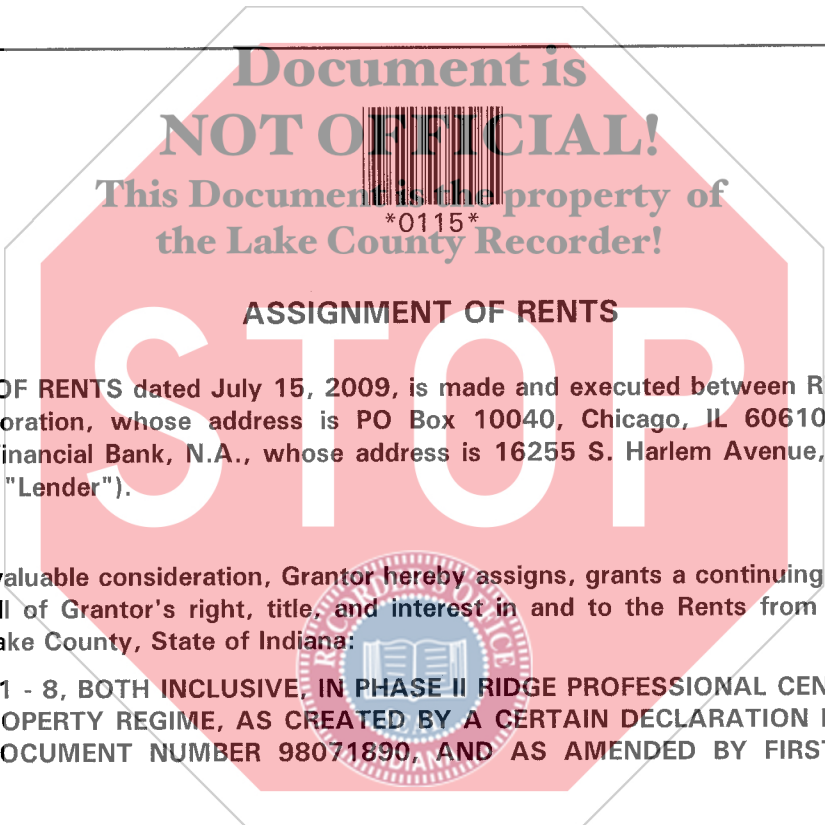 Document is
NOT OFFICIAL!
This Document is the property of
*0115*
the Lake County Recorder!
ASSIGNMENT OF RENTS
STOP
OF RENTS dated July 15, 2009, is made and executed between R
oration, whose address is PO Box 10040, Chicago, IL 60610
inancial Bank, N.A., whose address is 16255 S. Harlem Avenue,
"Lender").
valuable consideration, Grantor hereby assigns, grants a continuing
ll of Grantor's right, title, and interest in and to the Rents from
ake County, State of Indiana:
RECORDER'S OFFICE
1 - 8, BOTH INCLUSIVE, IN PHASE II RIDGE PROFESSIONAL CEN
OPERTY REGIME, AS CREATED BY A CERTAIN DECLARATION
OCUMENT NUMBER 98071890, AND AS AMENDED BY FIRST
INDIANA